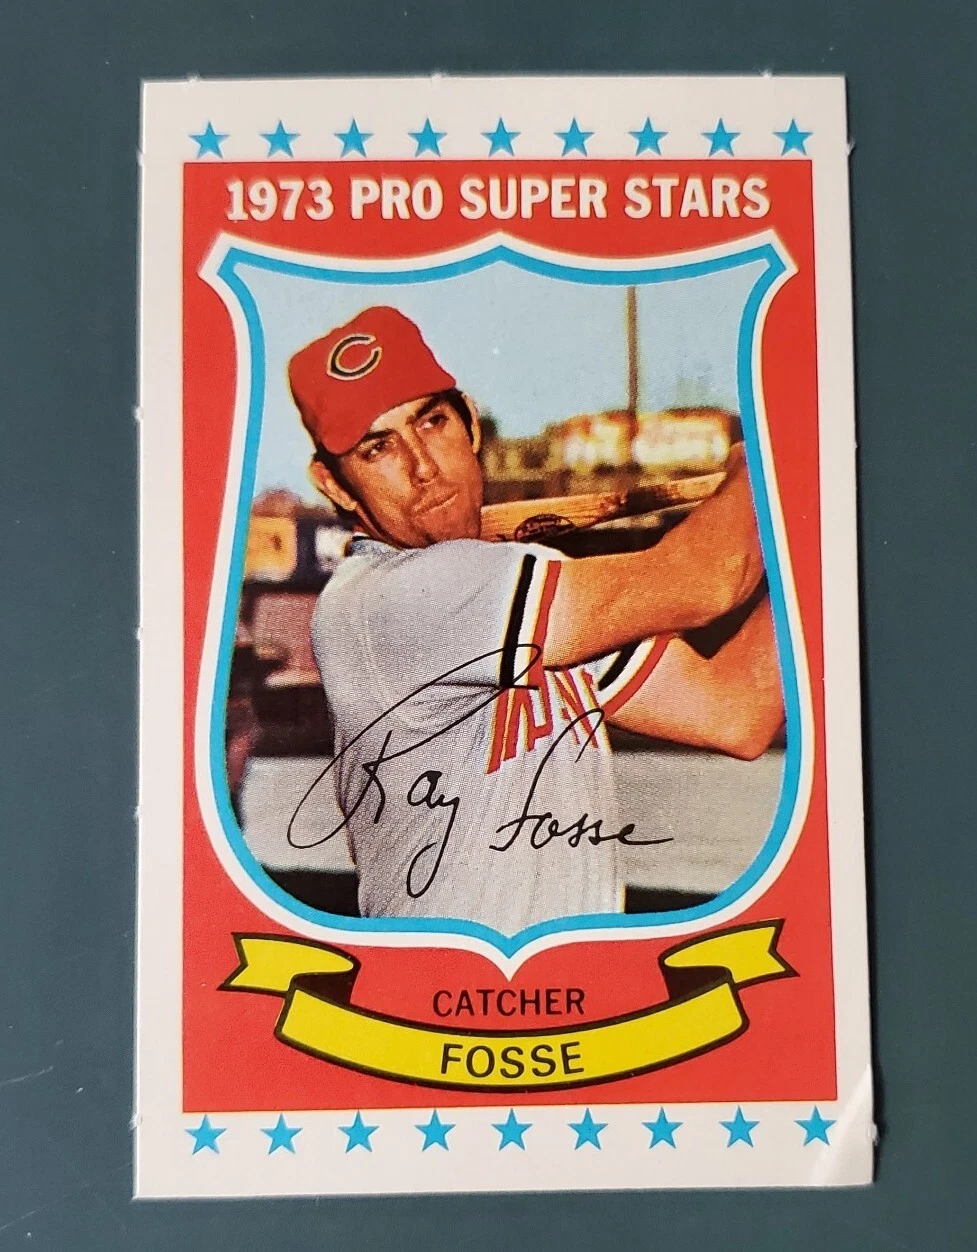 1973 PRO SUPER STARS
C
Ray Fosse
CATCHER
FOSSE